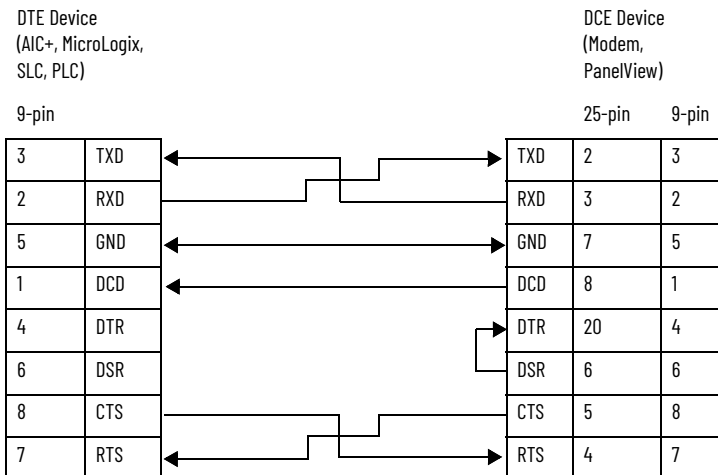 DTE Device
(AIC+, MicroLogix,
SLC, PLC)
DCE Device
(Modem,
PanelView)
9-pin
25-pin 9-pin
3 TXD TXD 2 3
2 RXD RXD 3 2
5 GND GND 7 5
1 DCD DCD 8 1
4 DTR DTR 20 4
6 DSR DSR 6 6
8 CTS CTS 5 8
7 RTS RTS 4 7